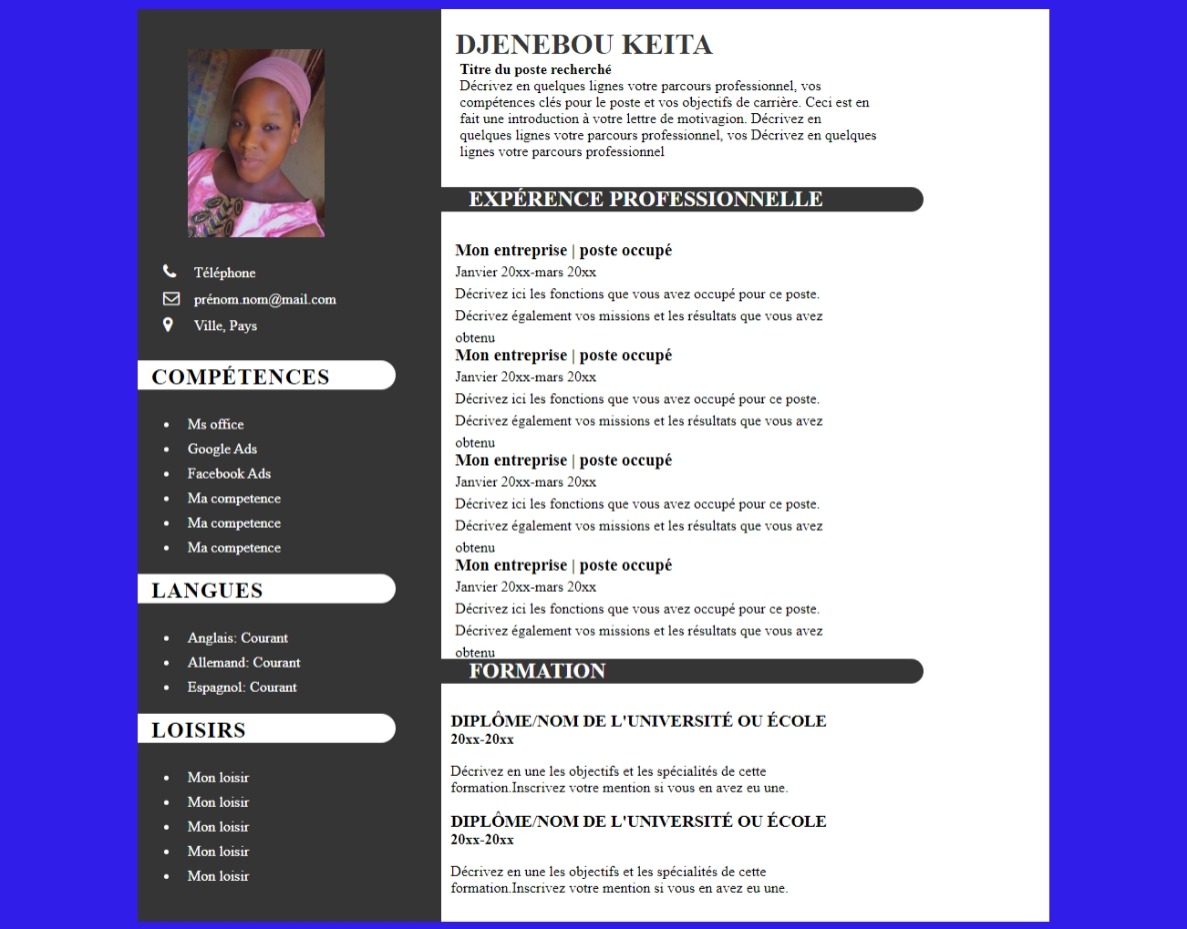 Téléphone
prénom.nom@mail.com
Ville, Pays
COMPÉTENCES
Ms office
Google Ads
Facebook Ads
Ma competence
Ma competence
Ma competence
LANGUES
Anglais: Courant
Allemand: Courant
Espagnol: Courant
LOISIRS
Mon loisir
Mon loisir
Mon loisir
Mon loisir
Mon loisir
DJENEBOU KEITA
Titre du poste recherché
Décrivez en quelques lignes votre parcours professionnel, vos
compétences clés pour le poste et vos objectifs de carrière. Ceci est en
fait une introduction à votre lettre de motivagion. Décrivez en
quelques lignes votre parcours professionnel, vos Décrivez en quelques
lignes votre parcours professionnel
EXPÉRENCE PROFESSIONNELLE
Mon entreprise | poste occupé
Janvier 20xx-mars 20xx
Décrivez ici les fonctions que vous avez occupé pour ce poste.
Décrivez également vos missions et les résultats que vous avez
obtenu
Mon entreprise | poste occupé
Janvier 20xx-mars 20xx
Décrivez ici les fonctions que vous avez occupé pour ce poste.
Décrivez également vos missions et les résultats que vous avez
obtenu
Mon entreprise | poste occupé
Janvier 20xx-mars 20xx
Décrivez ici les fonctions que vous avez occupé pour ce poste.
Décrivez également vos missions et les résultats que vous avez
obtenu
Mon entreprise | poste occupé
Janvier 20xx-mars 20xx
Décrivez ici les fonctions que vous avez occupé pour ce poste.
Décrivez également vos missions et les résultats que vous avez
obtenu
FORMATION
DIPLÔME/NOM DE L'UNIVERSITÉ OU ÉCOLE
20xx-20xx
Décrivez en une les objectifs et les spécialités de cette
formation.Inscrivez votre mention si vous en avez eu une.
DIPLÔME/NOM DE L'UNIVERSITÉ OU ÉCOLE
20xx-20xx
Décrivez en une les objectifs et les spécialités de cette
formation.Inscrivez votre mention si vous en avez eu une.